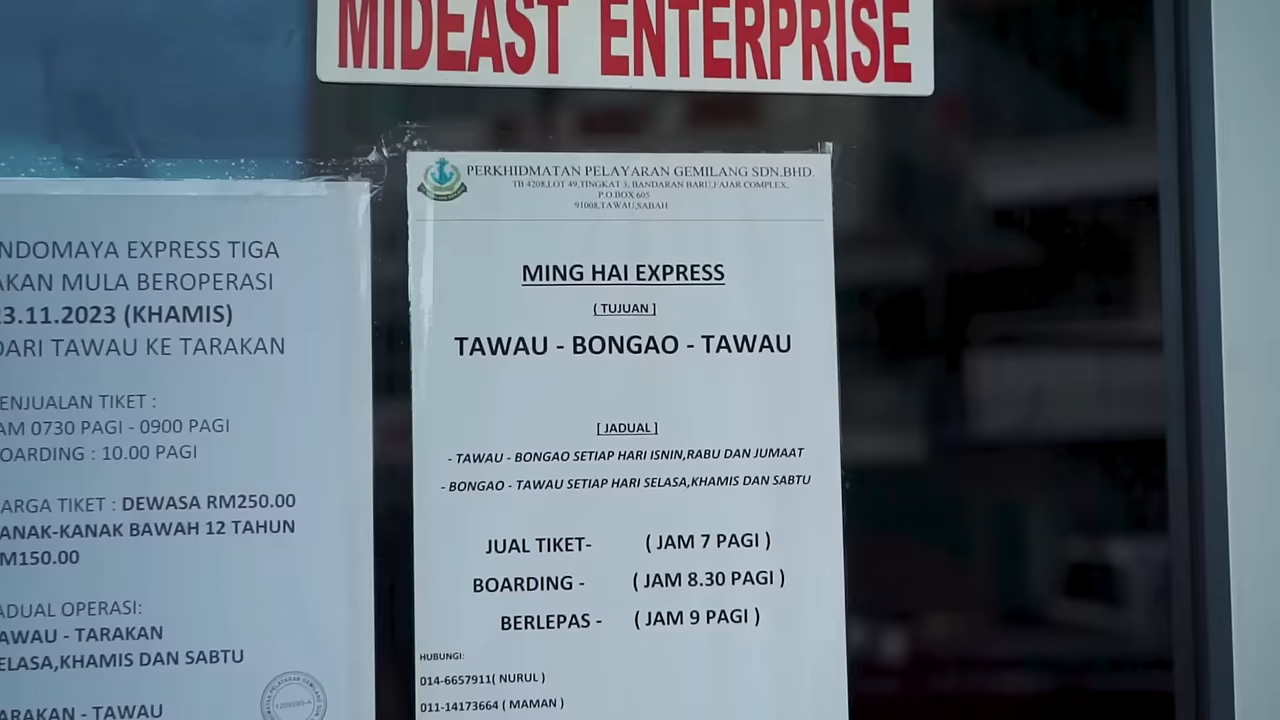 MIDEAST ENTERPRISE
NDOMAYA EXPRESS TIGA
AKAN MULA BEROPERASI
23.11.2023 (KHAMIS)
DARI TAWAU KE TARAKAN
ENJUALAN TIKET :
AM 0730 PAGI - 0900 PAGI
OARDING : 10.00 PAGI
ARGA TIKET : DEWASA RM250.00
ANAK-KANAK BAWAH 12 TAHUN
M150.00
ADUAL OPERASI:
AWAU - TARAKAN
ELASA,KHAMIS DAN SABTU
ARAKAN - TAWAU
PERKHIDMATAN PELAYARAN GEMILANG SDN.BHD.
TB 4208,LOT 49,TINGKAT 3, BANDARAN BARU,FAJAR COMPLEX,
P.O.BOX 605
91008,TAWAU,SABAH
MING HAI EXPRESS
( TUJUAN ]
TAWAU - BONGAO - TAWAU
[ JADUAL ]
- TAWAU - BONGAO SETIAP HARI ISNIN,RABU DAN JUMAAT
- BONGAO - TAWAU SETIAP HARI SELASA,KHAMIS DAN SABTU
JUAL TIKET- ( JAM 7 PAGI )
BOARDING - ( JAM 8.30 PAGI )
BERLEPAS - ( JAM 9 PAGI )
HUBUNGI:
014-6657911( NURUL )
011-14173664 ( MAMAN )